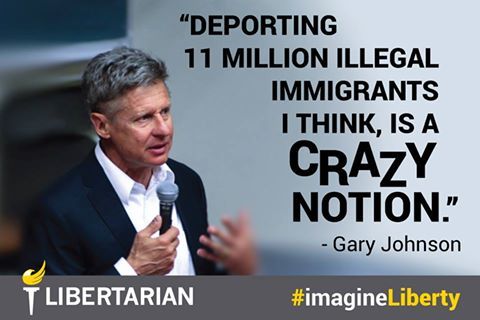 “DEPORTING
11 MILLION ILLEGAL
IMMIGRANTS
I THINK, IS A
CRAZY
NOTION.”
- Gary Johnson
LIBERTARIAN
#imagineLiberty